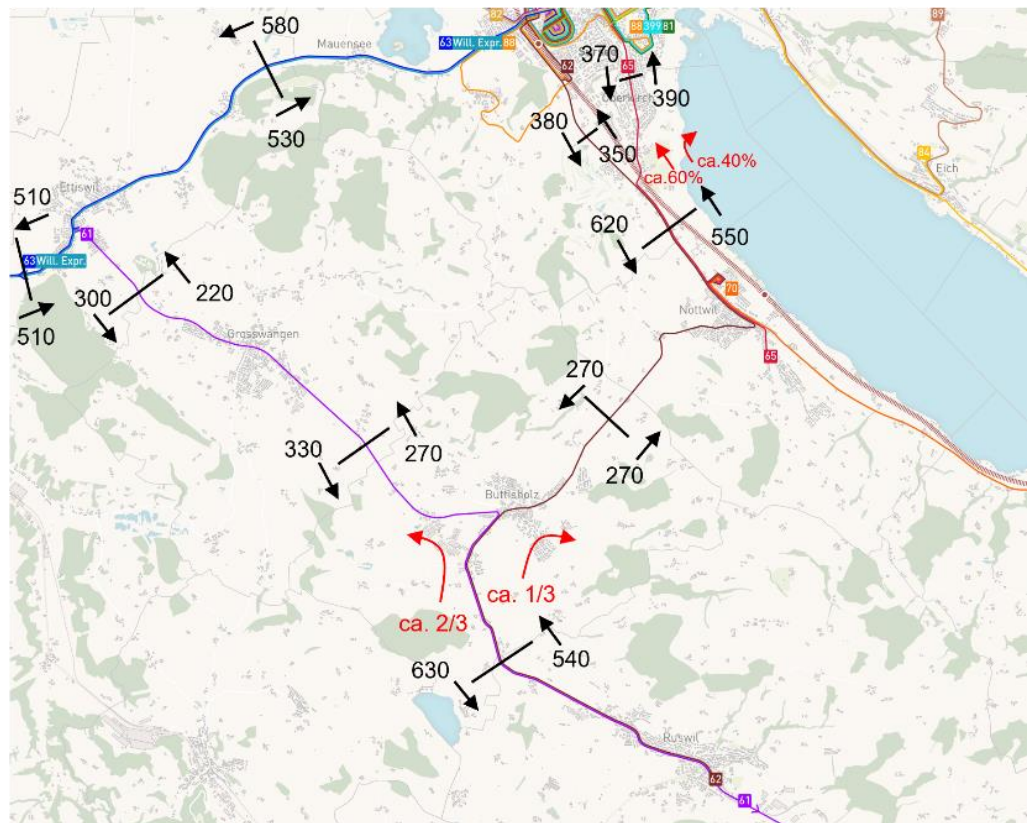 82
88 399 81
89
580
Mauensee
63 Will. Expr. 88
62
370
65
390
530
380
350
ca.60%
ca.40%
84
Eich
510
Ettiswil
61
63 Will. Expr.
620
550
300
220
510
70
Nottwil
Grosswangen
65
270
330
270
270
Buttisholz
ca. 2/3
ca. 1/3
630
540
Ruswil
62
61